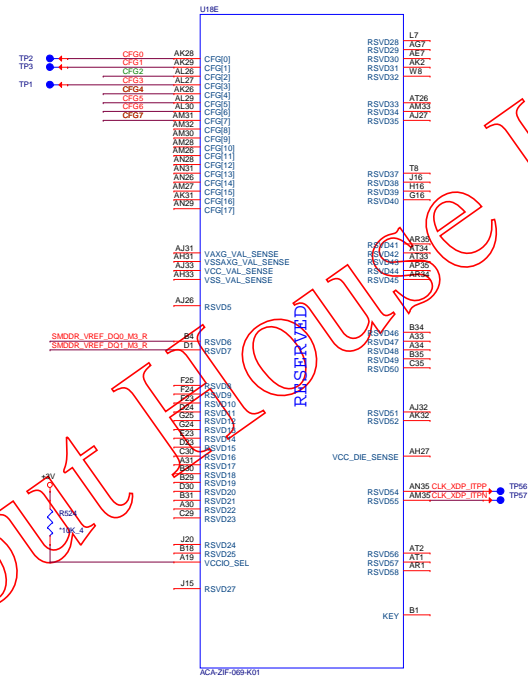 U18E
TP2 CFG0 AK28 CFG[0]
TP3 CFG1 AK29 CFG[1]
CFG2 AL26 CFG[2]
TP1 CFG3 AL27 CFG[3]
CFG4 AK26 CFG[4]
CFG5 AL29 CFG[5]
CFG6 AL30 CFG[6]
CFG7 AM31 CFG[7]
AM32 CFG[8]
AM30 CFG[9]
AM28 CFG[10]
AM26 CFG[11]
AN28 CFG[12]
AN31 CFG[13]
AN26 CFG[14]
AM27 CFG[15]
AK31 CFG[16]
AN29 CFG[17]
AJ31 VAXG_VAL_SENSE
AH31 VSSAXG_VAL_SENSE
AJ33 VCC_VAL_SENSE
AH33 VSS_VAL_SENSE
AJ26 RSVD5
SMDDR_VREF_DQ0_M3_R B4 RSVD6
SMDDR_VREF_DQ1_M3_R D1 RSVD7
F25 RSVD8
F24 RSVD9
F23 RSVD10
D24 RSVD11
G25 RSVD12
G24 RSVD13
E23 RSVD14
D23 RSVD15
C30 RSVD16
A31 RSVD17
B30 RSVD18
B29 RSVD19
D30 RSVD20
B31 RSVD21
A30 RSVD22
C29 RSVD23
+3V
R524
*10K_4
J20 RSVD24
B18 RSVD25
A19 VCCIO_SEL
J15 RSVD27
RESERVED
RSVD28 L7
RSVD29 AG7
RSVD30 AE7
RSVD31 AK2
RSVD32 W8
RSVD33 AT26
RSVD34 AM33
RSVD35 AJ27
RSVD37 T8
RSVD38 J16
RSVD39 H16
RSVD40 G16
RSVD41 AR35
RSVD42 AT34
RSVD43 AT33
RSVD44 AP35
RSVD45 AR34
RSVD46 B34
RSVD47 A33
RSVD48 A34
RSVD49 B35
RSVD50 C35
RSVD51 AJ32
RSVD52 AK32
VCC_DIE_SENSE AH27
RSVD54 AN35 CLK_XDP_ITPP TP56
RSVD55 AM35 CLK_XDP_ITPN TP57
RSVD56 AT2
RSVD57 AT1
RSVD58 AR1
KEY B1
ACA-ZIF-069-K01
out House